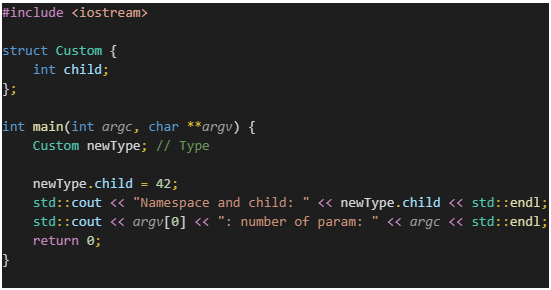 #include <iostream>
struct Custom {
    int child;
};
int main(int argc, char **argv) {
    Custom newType; // Type
    newType.child = 42;
    std::cout << "Namespace and child: " << newType.child << std::endl;
    std::cout << argv[0] << ": number of param: " << argc << std::endl;
    return 0;
}